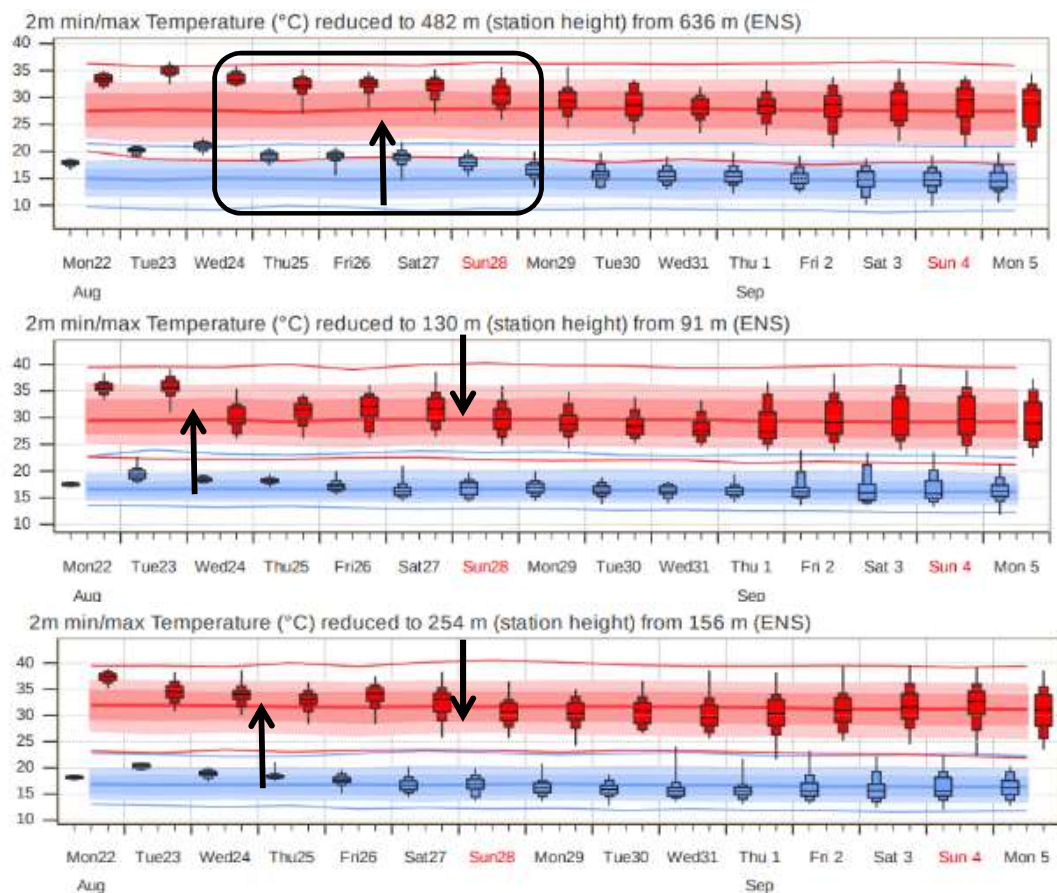 2m min/max Temperature (°C) reduced to 482 m (station height) from 636 m (ENS)
40
35
30
25
20
15
10
Mon22 Tue23 Wed24 Thu25 Fri26 Sat27 Sun28 Mon29 Tue30 Wed31 Thu 1 Fri 2 Sat 3 Sun 4 Mon 5
Aug Sep
2m min/max Temperature (°C) reduced to 130 m (station height) from 91 m (ENS)
40
35
30
25
20
15
10
Mon22 Tue23 Wed24 Thu25 Fri26 Sat27 Sun28 Mon29 Tue30 Wed31 Thu 1 Fri 2 Sat 3 Sun 4 Mon 5
Aug Sep
2m min/max Temperature (°C) reduced to 254 m (station height) from 156 m (ENS)
40
35
30
25
20
15
10
Mon22 Tue23 Wed24 Thu25 Fri26 Sat27 Sun28 Mon29 Tue30 Wed31 Thu 1 Fri 2 Sat 3 Sun 4 Mon 5
Aug Sep